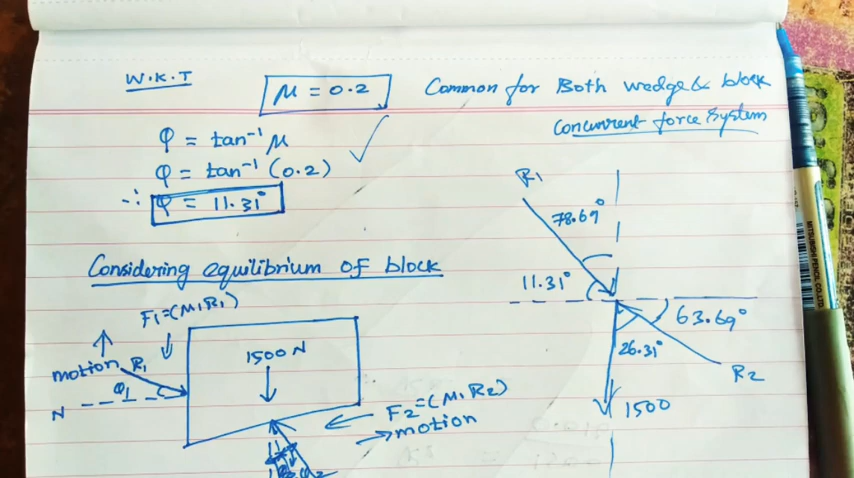 W.K.T
μ = 0.2
Common for Both wedge & block
Concurrent force system
φ = tan⁻¹ μ
φ = tan⁻¹ (0.2)
∴ φ = 11.31°
R1
78.69°
11.31°
63.69°
26.31°
R2
1500
Considering equilibrium of block
F1=(M1R1)
motion
R1
φ1
N
1500 N
F2=(M1R2)
motion